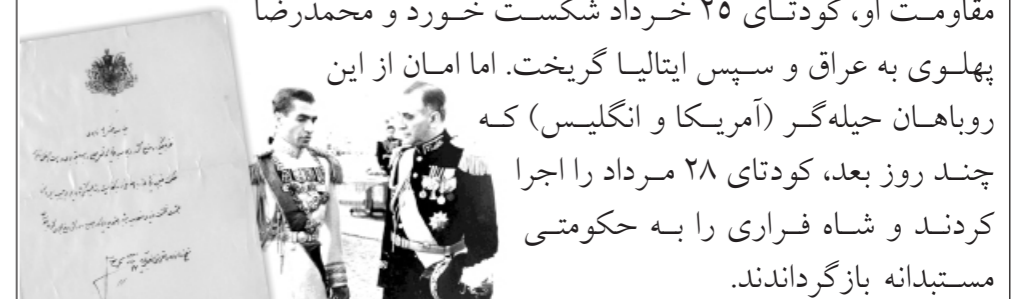 مقاومت او، کودتای ۲۵ خرداد شکست خورد و محمدرضا
پهلوی به عراق و سپس ایتالیا گریخت. اما امان از این
روباهان حیله‌گر (آمریکا و انگلیس) که
چند روز بعد، کودتای ۲۸ مرداد را اجرا
کردند و شاه فراری را به حکومتی
مستبدانه بازگرداندند.